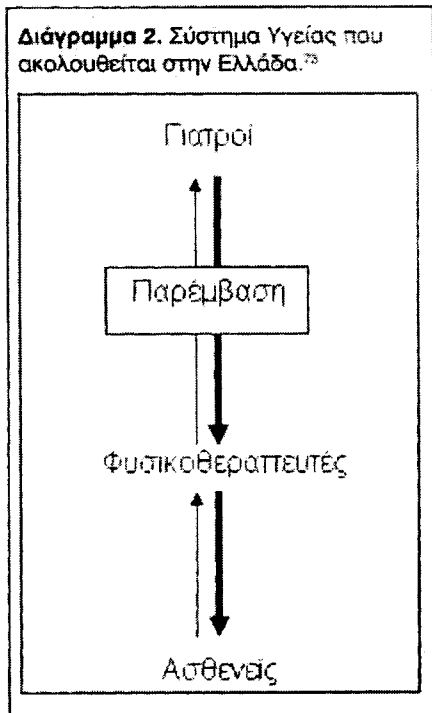 Διάγραμμα 2. Σύστημα Υγείας που
ακολουθείται στην Ελλάδα.⁷³
Γιατροί
Παρέμβαση
Φυσικοθεραπευτές
Ασθενείς